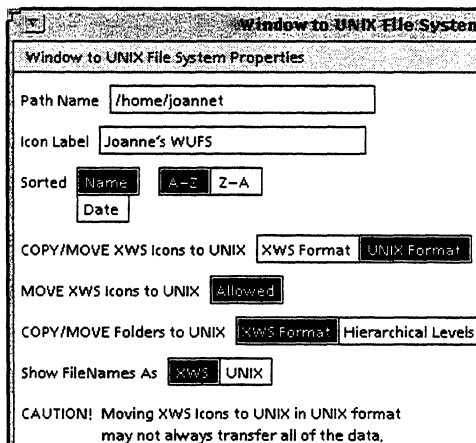 Window to UNIX File System
Window to UNIX File System Properties
Path Name /home/joannet
Icon Label Joanne's WUFS
Sorted Name A-Z Z-A
Date
COPY/MOVE XWS Icons to UNIX XWS Format UNIX Format
MOVE XWS Icons to UNIX Allowed
COPY/MOVE Folders to UNIX XWS Format Hierarchical Levels
Show FileNames As XWS UNIX
CAUTION! Moving XWS Icons to UNIX in UNIX format
may not always transfer all of the data,